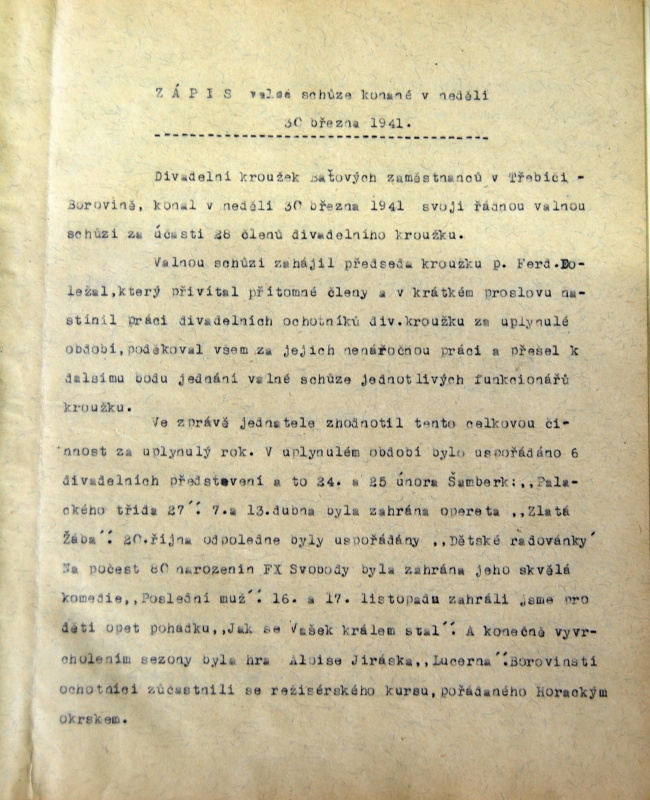 Z Á P I S valné schůze konané v neděli
30 března 1941.
Divadelní kroužek Baťových zaměstnanců v Třebíči -
Borovině, konal v neděli 30 března 1941 svoji řádnou valnou
schůzi za účasti 28 členů divadelního kroužku.
Valnou schůzi zahájil předseda kroužku p. Ferd.Do-
ležal,který přivítal přítomné členy a v krátkém proslovu na-
stínil práci divadelních ochotníků div.kroužku za uplynulé
období,poděkoval všem za jejich nenáročnou práci a přešel k
dalšímu bodu jednání valné schůze jednotlivých funkcionářů
kroužku.
Ve zprávě jednatele zhodnotil tento celkovou či-
nnost za uplynulý rok. V uplynulém období bylo uspořádáno 6
divadelních představení a to 24. a 25 února Šamberk:,,Pala-
ckého třída 27´´. 7.a 13.dubna byla zahrána opereta ,,Zlatá
Žába´´. 20.října odpoledne byly uspořádány ,,Dětské radovánky´
Na počest 80 narozenin FX Svobody byla zahrána jeho skvělá
komedie,,Poslední muž´´. 16. a 17. listopadu zahráli jsme pro
děti opět pohádku,,Jak se Vašek králem stal´´. A konečně vyvr-
cholením sezony byla hra Aloise Jiráska,,Lucerna´´.Borovinští
ochotníci zúčastnili se režisérského kursu,pořádaného Horáckým
okrskem.